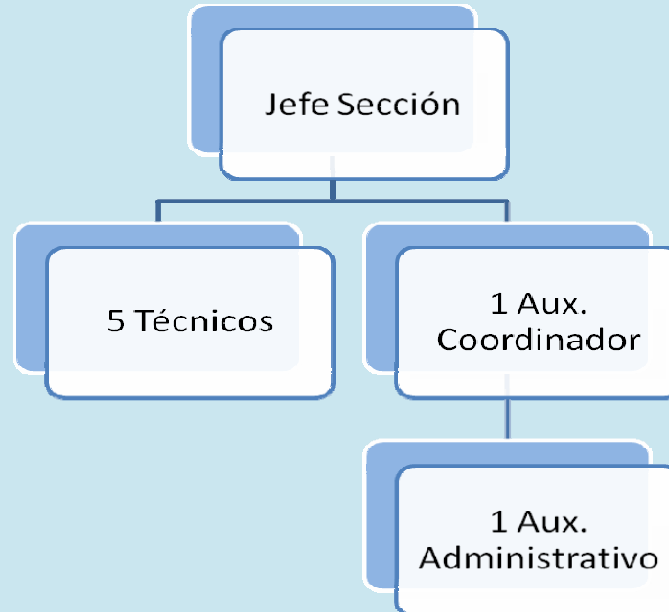 Jefe Sección
5 Técnicos
1 Aux.
Coordinador
1 Aux.
Administrativo